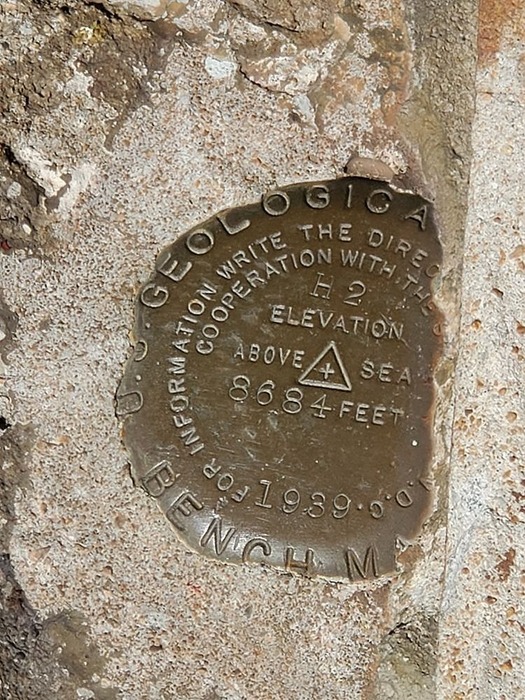 U. S. GEOLOGICA
BENCH M
FOR INFORMATION WRITE THE DIREC
COOPERATION WITH THE S
H 2
ELEVATION
ABOVE SEA
8684 FEET
1939
. D.C.